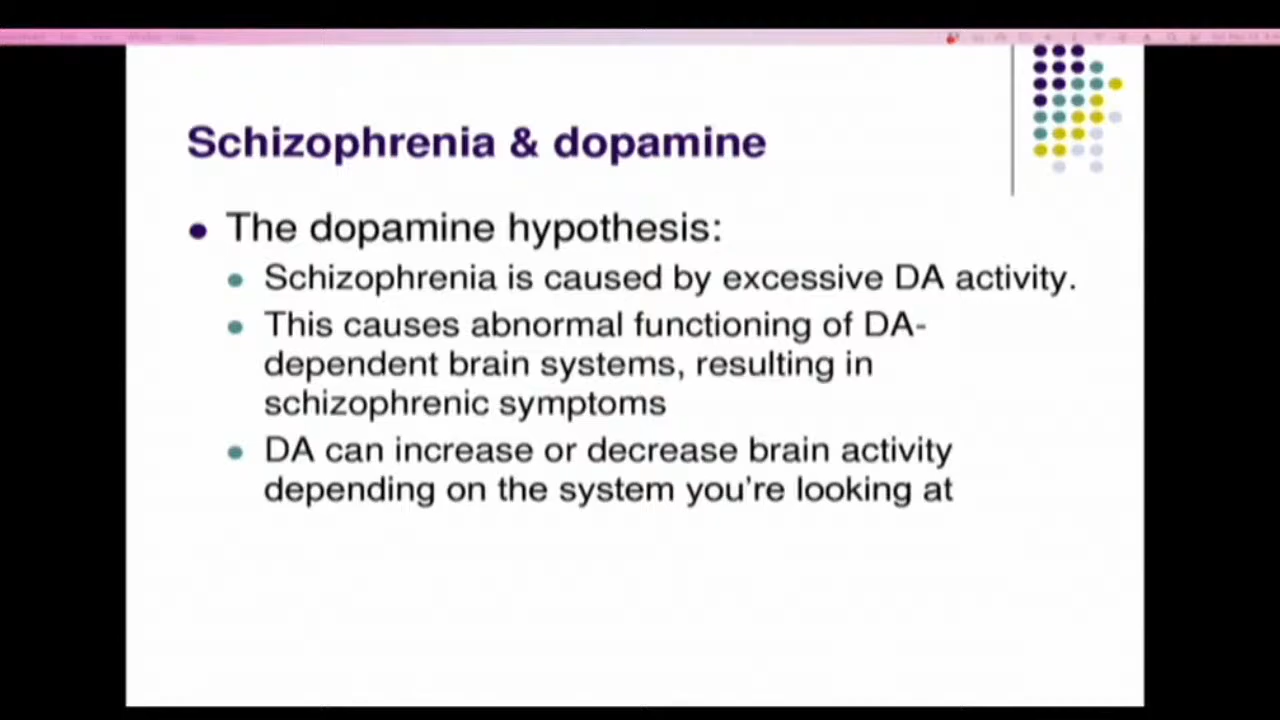 Schizophrenia & dopamine
The dopamine hypothesis:
Schizophrenia is caused by excessive DA activity.
This causes abnormal functioning of DA-
dependent brain systems, resulting in
schizophrenic symptoms
DA can increase or decrease brain activity
depending on the system you're looking at